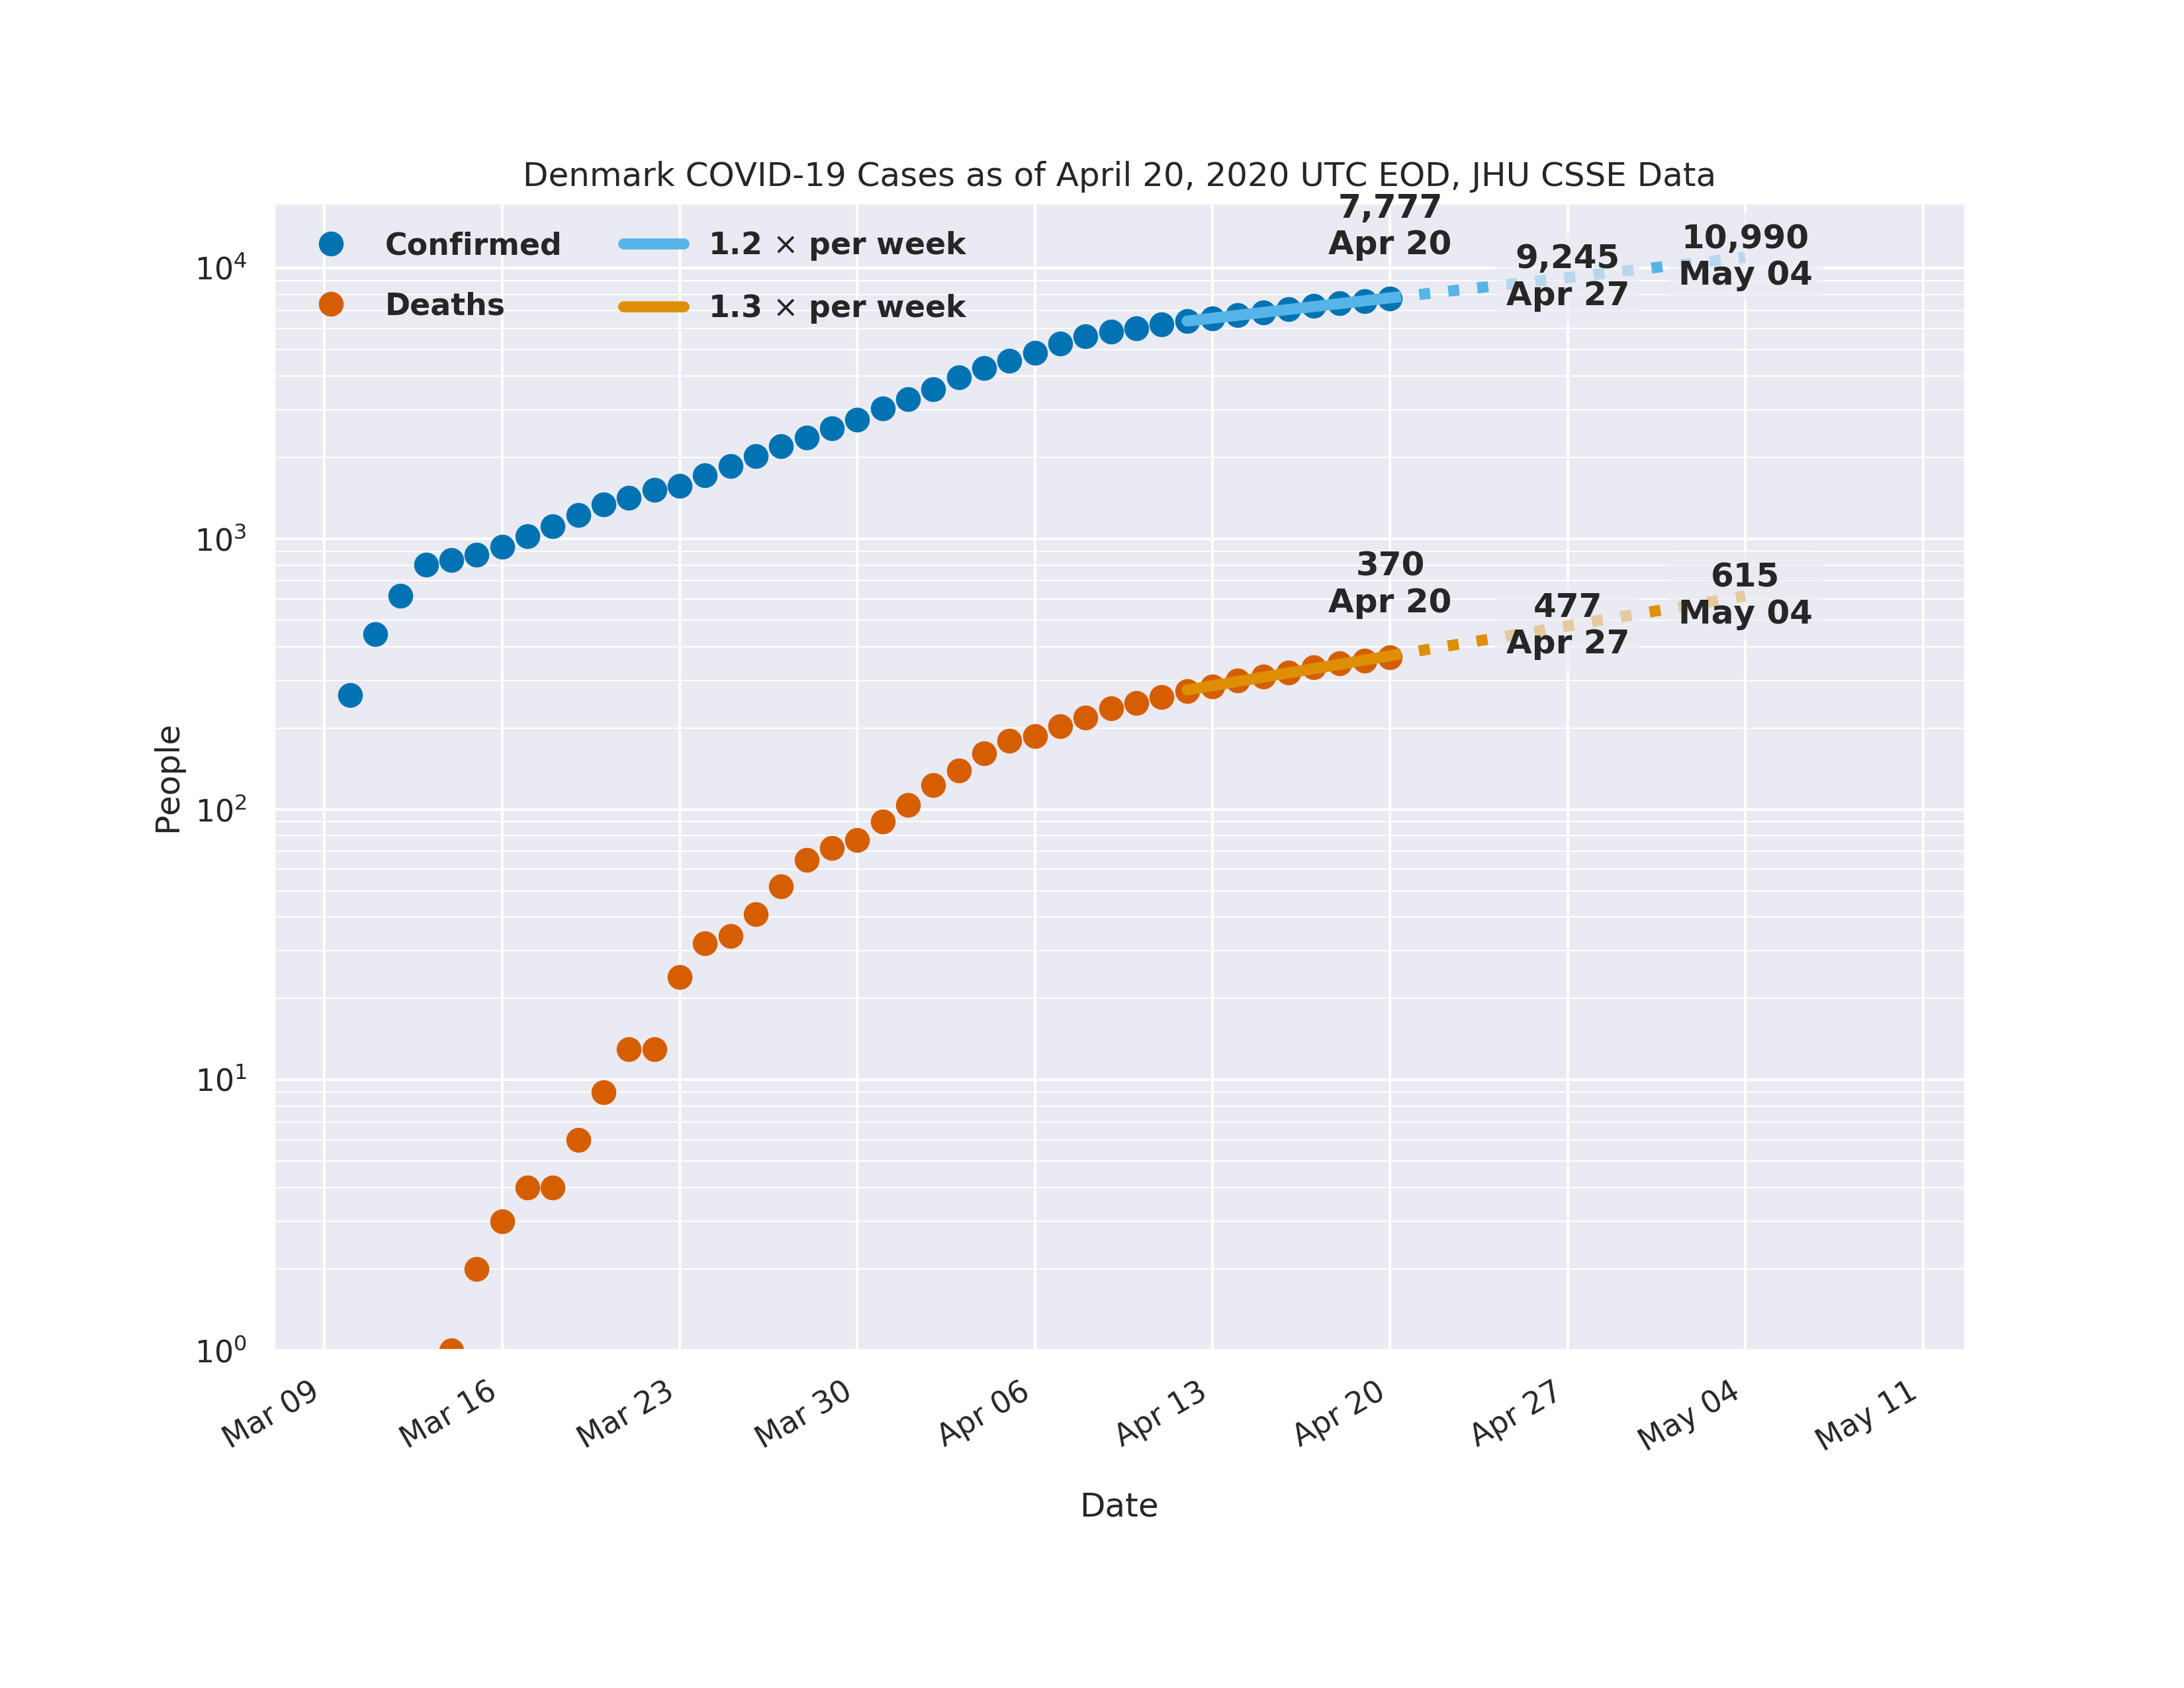 Denmark COVID-19 Cases as of April 20, 2020 UTC EOD, JHU CSSE Data
Confirmed
Deaths
1.2 × per week
1.3 × per week
7,777
Apr 20
9,245
Apr 27
10,990
May 04
370
Apr 20
477
Apr 27
615
May 04
People
10⁴
10³
10²
10¹
10⁰
Mar 09
Mar 16
Mar 23
Mar 30
Apr 06
Apr 13
Apr 20
Apr 27
May 04
May 11
Date